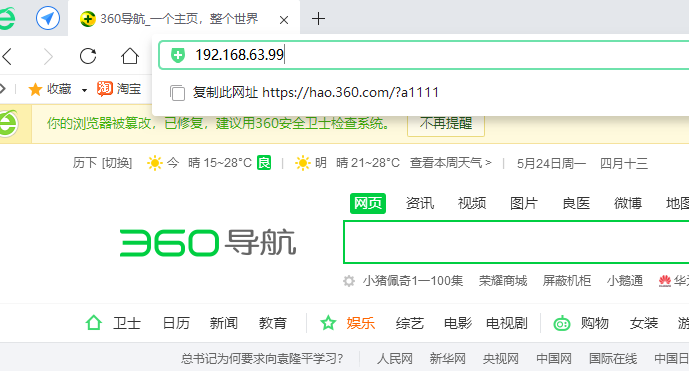 360导航_一个主页，整个世界
192.168.63.99
收藏 淘宝 复制此网址 https://hao.360.com/?a1111
你的浏览器被篡改，已修复，建议用360安全卫士检查系统。 不再提醒
历下 [切换] 今 晴 15~28°C 良 明 晴 21~28°C 查看本周天气 > 5月24日周一 四月十三
网页 资讯 视频 图片 良医 微博 地图
360导航
小猪佩奇1—100集 荣耀商城 屏蔽机柜 小鹅通
卫士 日历 新闻 教育 娱乐 综艺 电影 电视剧 购物 女装
总书记为何要求向袁隆平学习? 人民网 新华网 央视网 中国网 国际在线 中国日